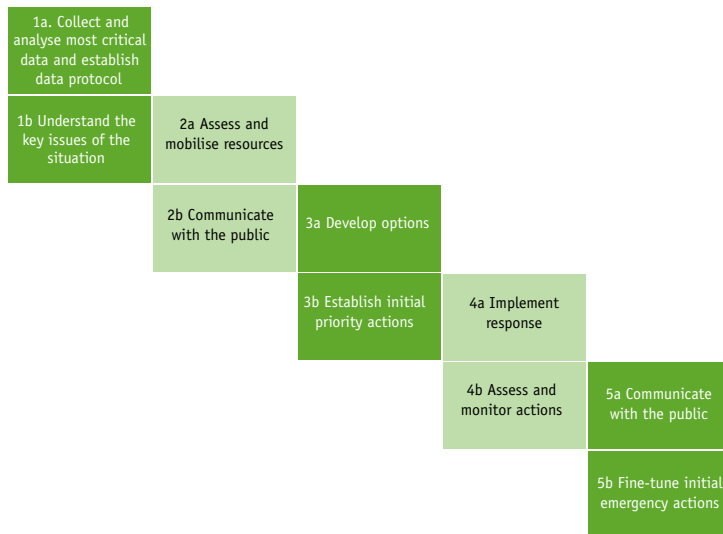 1a. Collect and
analyse most critical
data and establish
data protocol
1b Understand the
key issues of the
situation
2a Assess and
mobilise resources
2b Communicate
with the public
3a Develop options
3b Establish initial
priority actions
4a Implement
response
4b Assess and
monitor actions
5a Communicate
with the public
5b Fine-tune initial
emergency actions